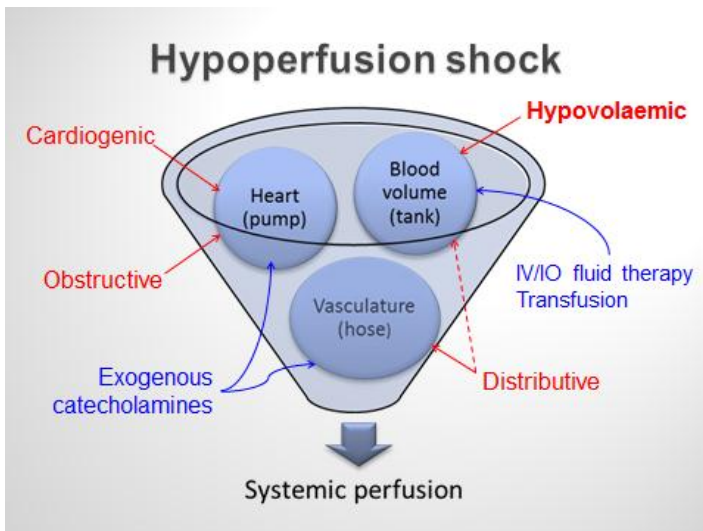 Hypoperfusion shock
Hypovolaemic
Cardiogenic
Blood
volume
(tank)
Heart
(pump)
Obstructive
IV/IO fluid therapy
Transfusion
Vasculature
(hose)
Exogenous
catecholamines
Distributive
Systemic perfusion